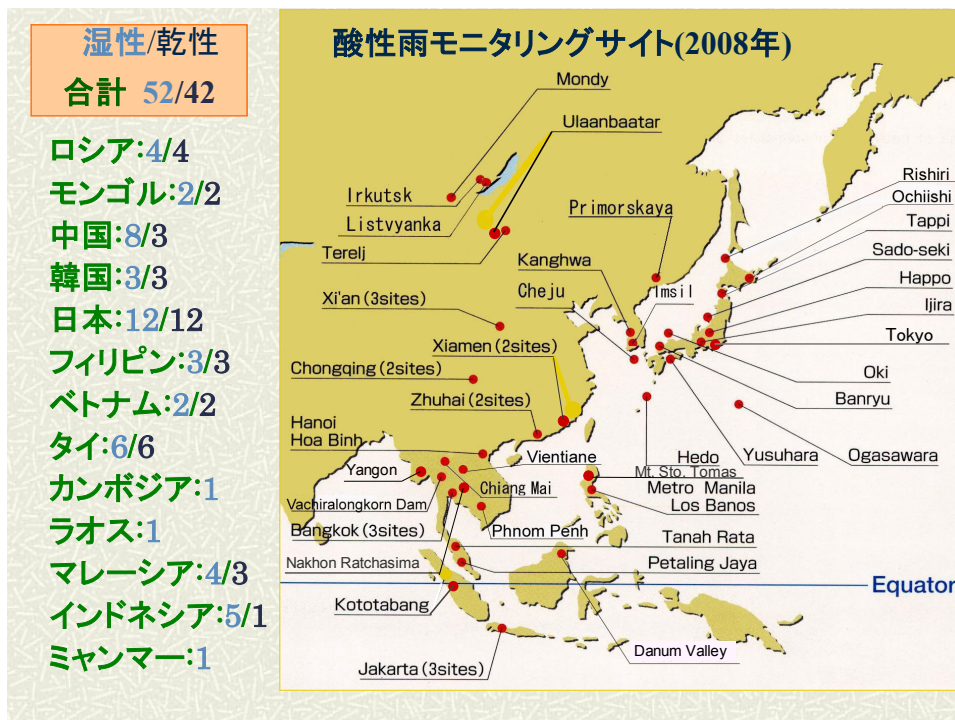 湿性/乾性
合計 52/42
ロシア:4/4
モンゴル:2/2
中国:8/3
韓国:3/3
日本:12/12
フィリピン:3/3
ベトナム:2/2
タイ:6/6
カンボジア:1
ラオス:1
マレーシア:4/3
インドネシア:5/1
ミャンマー:1
酸性雨モニタリングサイト(2008年)
Mondy
Ulaanbaatar
Irkutsk
Listvyanka
Terelj
Primorskaya
Kanghwa
Cheju
Imsil
Xi'an (3sites)
Xiamen (2sites)
Chongqing (2sites)
Zhuhai (2sites)
Hanoi
Hoa Binh
Yangon
Vientiane
Chiang Mai
Vachiralongkorn Dam
Bangkok (3sites)
Phnom Penh
Nakhon Ratchasima
Kototabang
Jakarta (3sites)
Rishiri
Ochiishi
Tappi
Sado-seki
Happo
Ijira
Tokyo
Oki
Banryu
Hedo
Yusuhara
Ogasawara
Mt. Sto. Tomas
Metro Manila
Los Banos
Tanah Rata
Petaling Jaya
Equator
Danum Valley